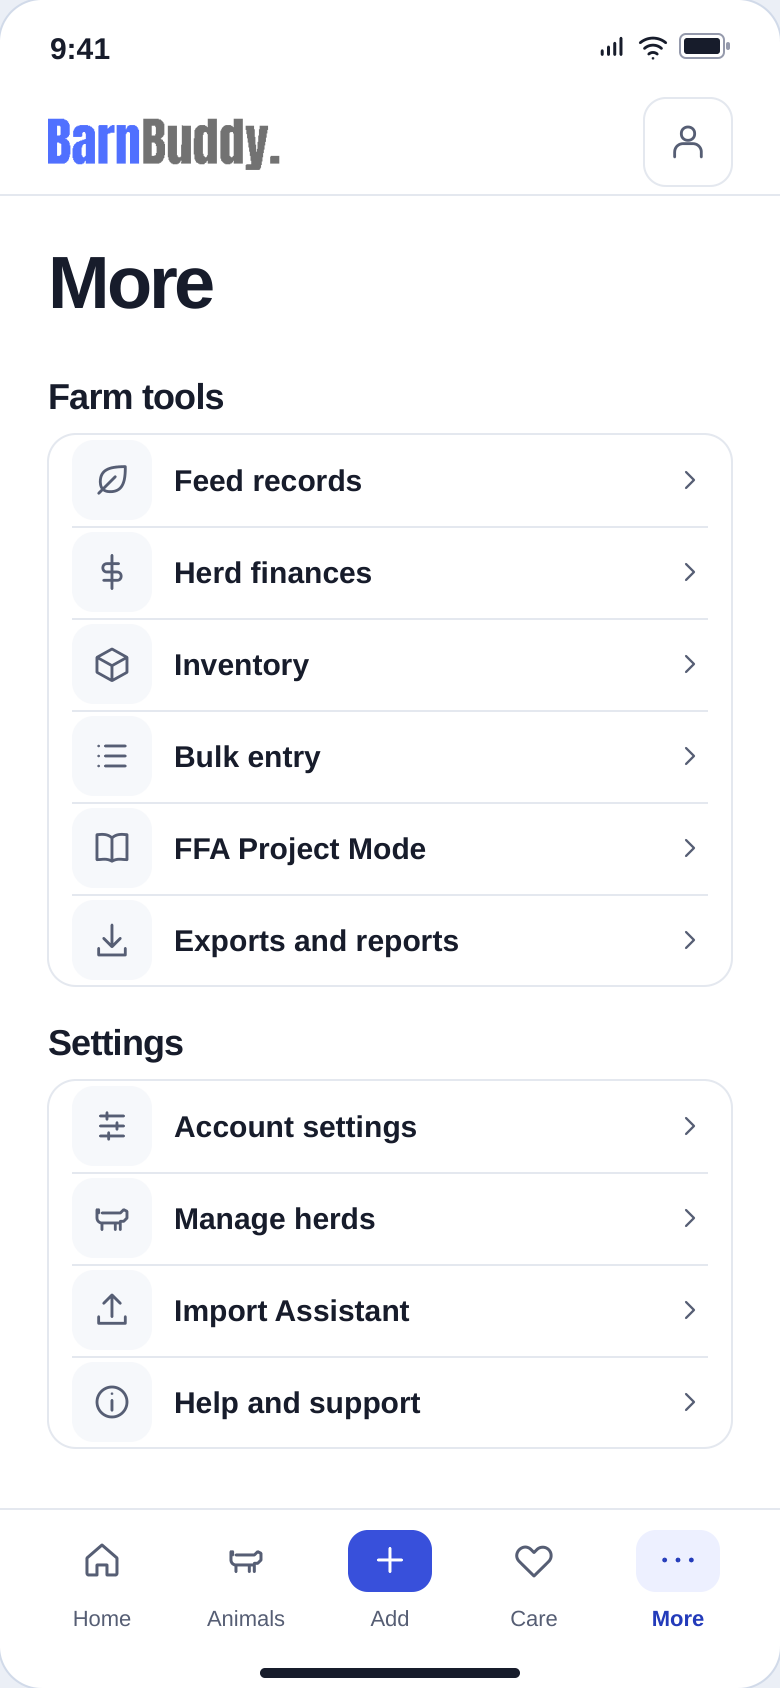 9:41
BarnBuddy.
More
Farm tools
Feed records
Herd finances
Inventory
Bulk entry
FFA Project Mode
Exports and reports
Settings
Account settings
Manage herds
Import Assistant
Help and support
Home Animals Add Care More